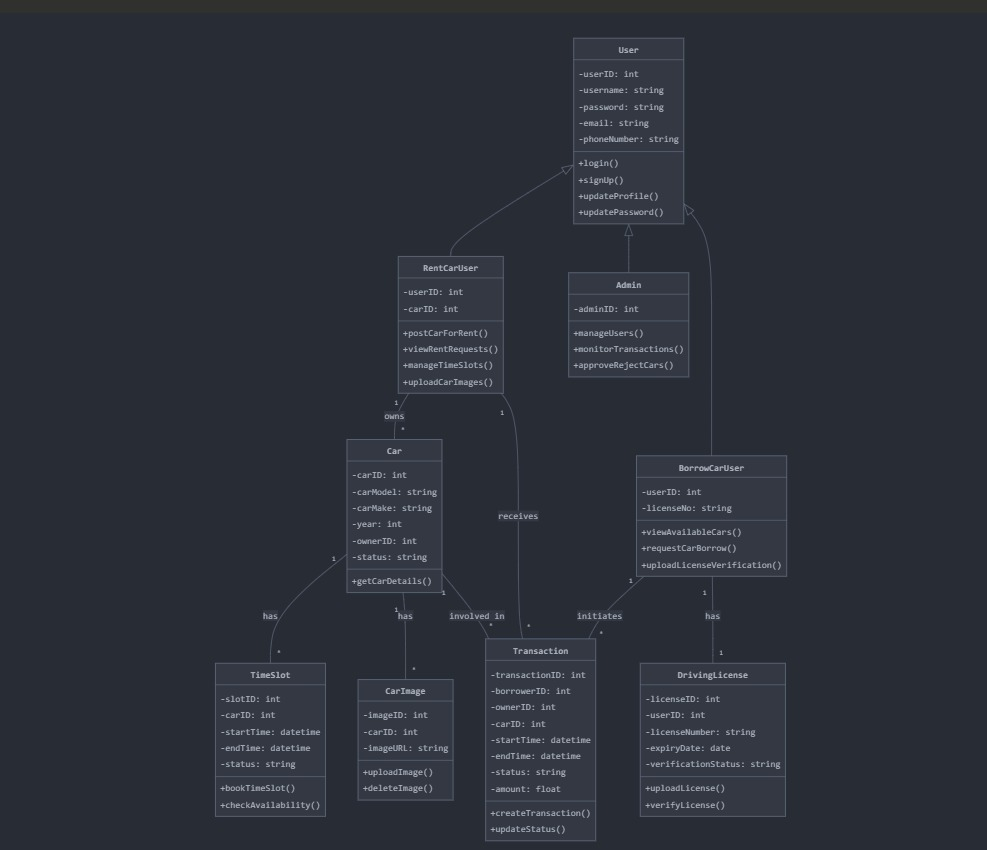 User
-userID: int
-username: string
-password: string
-email: string
-phoneNumber: string
+login()
+signUp()
+updateProfile()
+updatePassword()
RentCarUser
-userID: int
-carID: int
+postCarForRent()
+viewRentRequests()
+manageTimeSlots()
+uploadCarImages()
Admin
-adminID: int
+manageUsers()
+monitorTransactions()
+approveRejectCars()
1
owns
*
1
receives
*
Car
-carID: int
-carModel: string
-carMake: string
-year: int
-ownerID: int
-status: string
+getCarDetails()
BorrowCarUser
-userID: int
-licenseNo: string
+viewAvailableCars()
+requestCarBorrow()
+uploadLicenseVerification()
1
has
*
1
has
*
1
involved in
*
1
initiates
*
1
has
1
TimeSlot
-slotID: int
-carID: int
-startTime: datetime
-endTime: datetime
-status: string
+bookTimeSlot()
+checkAvailability()
CarImage
-imageID: int
-carID: int
-imageURL: string
+uploadImage()
+deleteImage()
Transaction
-transactionID: int
-borrowerID: int
-ownerID: int
-carID: int
-startTime: datetime
-endTime: datetime
-status: string
-amount: float
+createTransaction()
+updateStatus()
DrivingLicense
-licenseID: int
-userID: int
-licenseNumber: string
-expiryDate: date
-verificationStatus: string
+uploadLicense()
+verifyLicense()